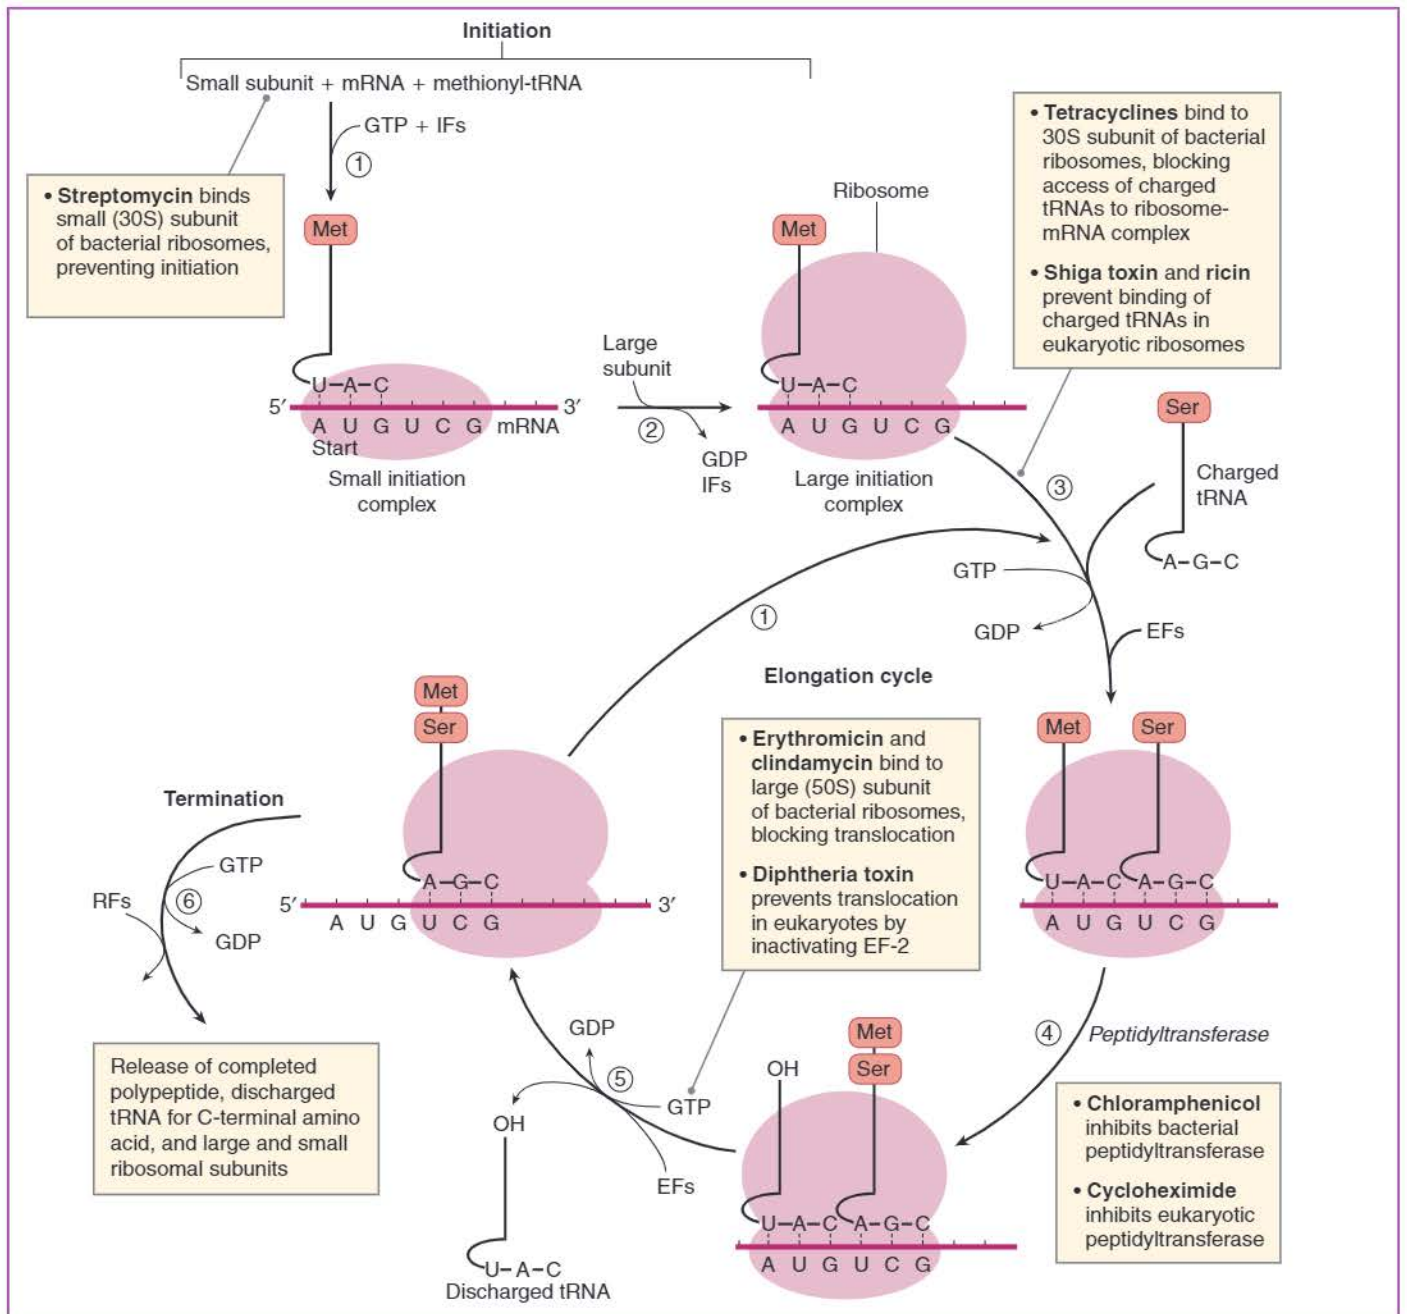 Initiation
Small subunit + mRNA + methionyl-tRNA
GTP + IFs
①
• Streptomycin binds
small (30S) subunit
of bacterial ribosomes,
preventing initiation
Met
U–A–C
5′ 3′
A U G U C G mRNA
Start
Small initiation
complex
Large
subunit
②
GDP
IFs
Ribosome
Met
U–A–C
A U G U C G
Large initiation
complex
• Tetracyclines bind to
30S subunit of bacterial
ribosomes, blocking
access of charged
tRNAs to ribosome-
mRNA complex
• Shiga toxin and ricin
prevent binding of
charged tRNAs in
eukaryotic ribosomes
③
Ser
Charged
tRNA
A–G–C
GTP
GDP
EFs
①
Elongation cycle
Met Ser
U–A–C A–G–C
A U G U C G
• Erythromicin and
clindamycin bind to
large (50S) subunit
of bacterial ribosomes,
blocking translocation
• Diphtheria toxin
prevents translocation
in eukaryotes by
inactivating EF-2
④ Peptidyltransferase
• Chloramphenicol
inhibits bacterial
peptidyltransferase
• Cycloheximide
inhibits eukaryotic
peptidyltransferase
OH
Met
Ser
U–A–C A–G–C
A U G U C G
GDP
⑤
GTP
EFs
OH
U–A–C
Discharged tRNA
Met
Ser
A–G–C
5′ 3′
A U G U C G
Termination
GTP
RFs
⑥
GDP
Release of completed
polypeptide, discharged
tRNA for C-terminal amino
acid, and large and small
ribosomal subunits